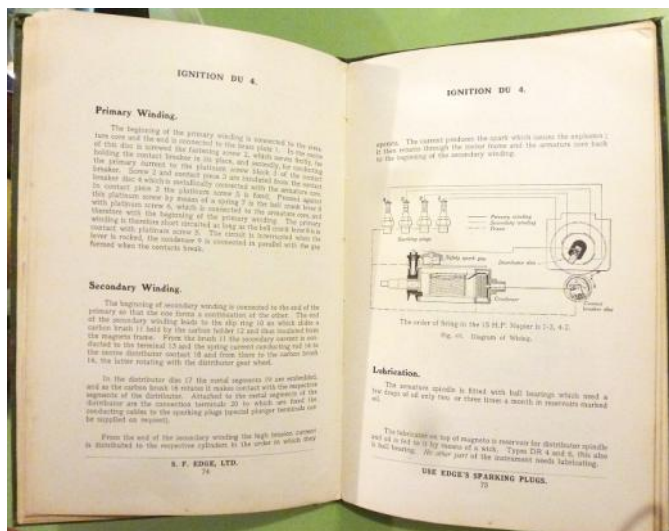 IGNITION DU 4.
Primary Winding.
The beginning of the primary winding is connected to the arma-
ture core and the end is connected to the brass plate 1. In the centre
of this disc is screwed the fastening screw 2, which serves firstly, for
holding the contact breaker in its place, and secondly, for conducting
the primary current to the platinum screw block 3 of the contact
breaker. Screw 2 and contact piece 3 are insulated from the contact
breaker disc 4 which is metallically connected with the armature core.
In contact piece 3 the platinum screw 5 is fixed. Pressed against
this platinum screw by means of a spring 7 is the bell crank lever 6
with platinum screw 6, which is connected to the armature core, and
therefore with the beginning of the primary winding. The primary
winding is therefore short circuited as long as the bell crank lever 6 is in
contact with platinum screw 5. The circuit is interrupted when the
lever is rocked, the condenser 9 is connected in parallel with the gap
formed when the contacts break.
Secondary Winding.
The beginning of secondary winding is connected to the end of the
primary so that the one forms a continuation of the other. The end
of the secondary winding leads to the slip ring 10 on which slides a
carbon brush 11 held by the carbon holder 12 and thus insulated from
the magneto frame. From the brush 11 the secondary current is con-
ducted to the terminal 13 and the spring current conducting rod 14 to
the centre distributor contact 18 and from there to the carbon brush
16, the latter rotating with the distributor gear wheel.
In the distributor disc 17 the metal segments 19 are embedded,
and as the carbon brush 16 rotates it makes contact with the respective
segments of the distributor. Attached to the metal segments of the
distributor are the connection terminals 20 to which are fixed the
conducting cables to the sparking plugs (special plunger terminals can
be supplied on request).
From the end of the secondary winding the high tension current
is distributed to the respective cylinders in the order in which they
S. F. EDGE, LTD.
74
IGNITION DU 4.
operate. The current produces the spark which causes the explosion;
it then returns through the motor frame and the armature core back
to the beginning of the secondary winding.
Primary winding
Secondary winding
Frame
Sparking plugs
Safety spark gap
Distributor disc
Condenser
Contact
breaker disc
The order of firing in the 15 H.P. Napier is 1-3, 4-2.
Diagram of Wiring.
Lubrication.
The armature spindle is fitted with ball bearings which need a
few drops of oil only two or three times a month in reservoirs marked
oil.
The lubricator on top of magneto is reservoir for distributor spindle
and oil is fed to it by means of a wick. Types DR 4 and 6, this also
is ball bearing. No other part of the instrument needs lubricating.
USE EDGE'S SPARKING PLUGS.
75